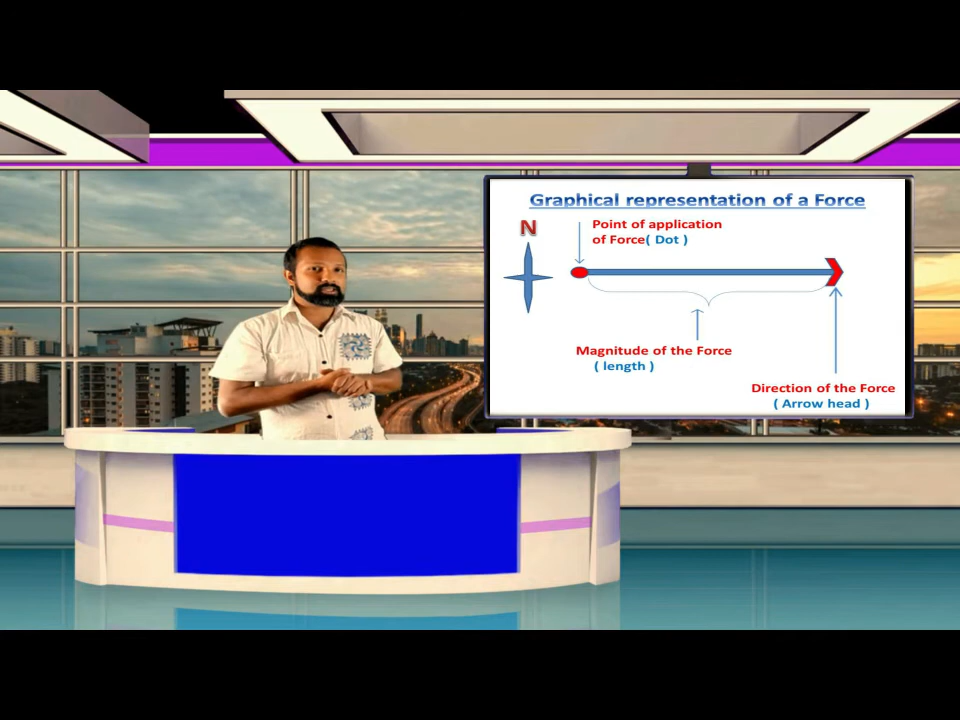 Graphical representation of a Force
N
Point of application
of Force( Dot )
Magnitude of the Force
( length )
Direction of the Force
( Arrow head )